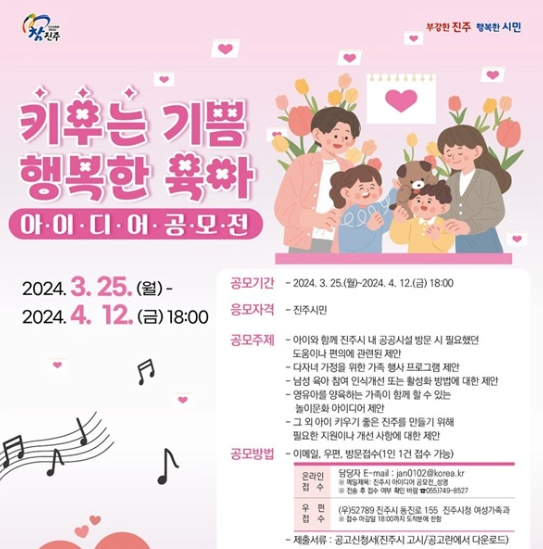 참진주
부강한 진주 행복한 시민
키우는 기쁨
행복한 육아
아·이·디·어·공·모·전
2024. 3. 25. (월) -
2024. 4. 12. (금) 18:00
공모기간 - 2024. 3. 25.(월)~2024. 4. 12.(금) 18:00
응모자격 - 진주시민
공모주제 - 아이와 함께 진주시 내 공공시설 방문 시 필요했던
도움이나 편의에 관련된 제안
- 다자녀 가정을 위한 가족 행사 프로그램 제안
- 남성 육아 참여 인식개선 또는 활성화 방법에 대한 제안
- 영유아를 양육하는 가족이 함께 할 수 있는
놀이문화 아이디어 제안
- 그 외 아이 키우기 좋은 진주를 만들기 위해
필요한 지원이나 개선 사항에 대한 제안
공모방법 - 이메일, 우편, 방문접수(1인 1건 접수 가능)
온라인 접수
담당자 E-mail : jan0102@korea.kr
※ 메일제목: 진주시 아이디어 공모전_성명
※ 전송 후 접수 여부 확인 바람 ☎055)749-8527
우편 접수
(우)52789 진주시 동진로 155 진주시청 여성가족과
※ 접수 마감일 18:00까지 도착분에 한함
- 제출서류 : 공고신청서(진주시 고시/공고란에서 다운로드)